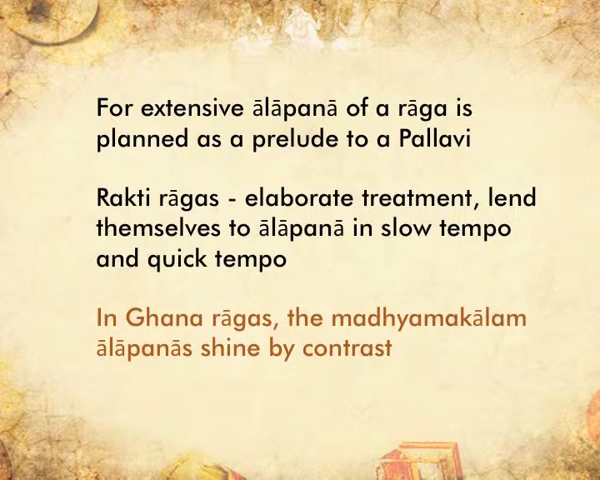 For extensive ālāpanā of a rāga is
planned as a prelude to a Pallavi
Rakti rāgas - elaborate treatment, lend
themselves to ālāpanā in slow tempo
and quick tempo
In Ghana rāgas, the madhyamakālam
ālāpanās shine by contrast